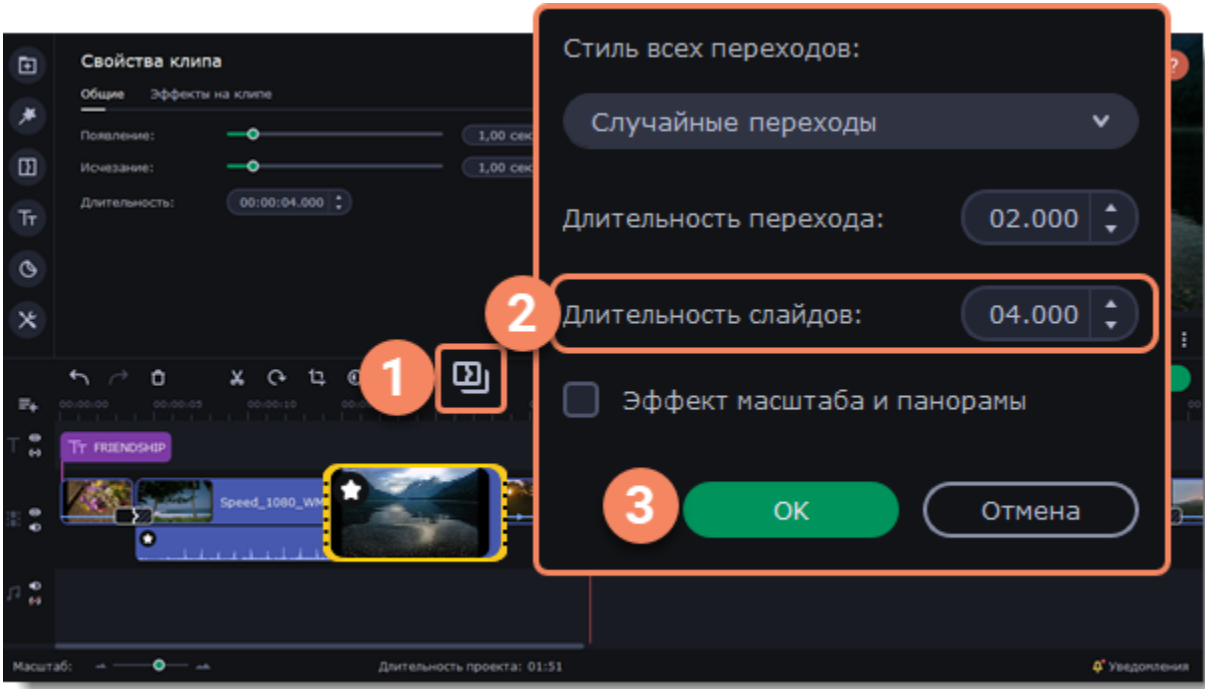 Свойства клипа
Общие Эффекты на клипе
Появление: 1,00 сек
Исчезание: 1,00 сек
Длительность: 00:00:04.000
Стиль всех переходов:
Случайные переходы
Длительность перехода: 02.000
2 Длительность слайдов: 04.000
Эффект масштаба и панорамы
3 OK Отмена
?
1
00:00:00 00:00:05 00:00:10
T FRIENDSHIP
Speed_1080_WM
Масштаб: Длительность проекта: 01:51 Уведомления